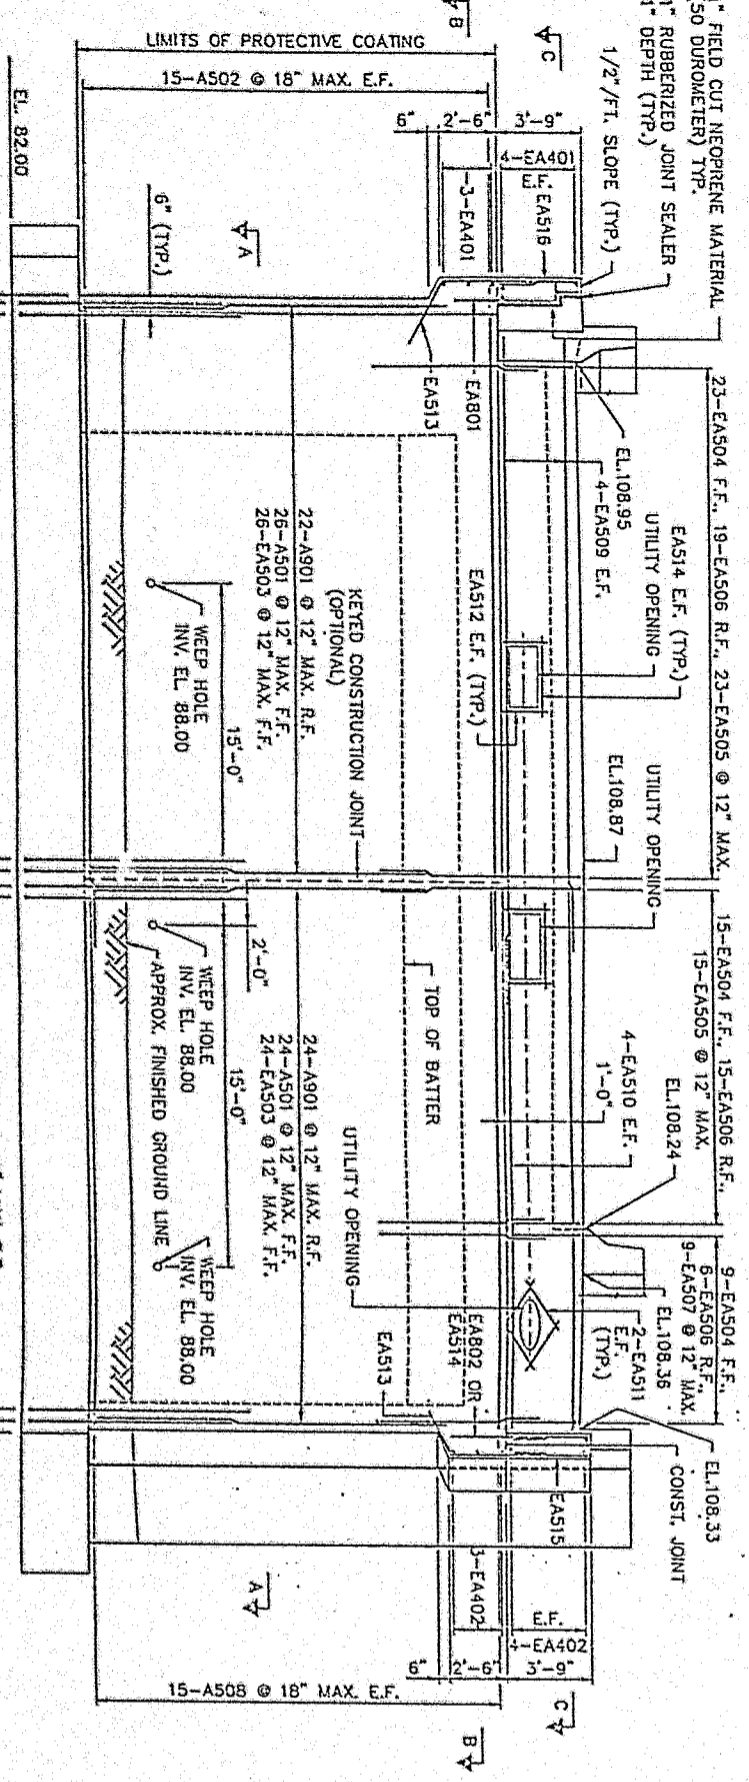 1" FIELD CUT NEOPRENE MATERIAL
50 DUROMETER) TYP.
1" RUBBERIZED JOINT SEALER
1" DEPTH (TYP.)
1/2"/FT. SLOPE (TYP.)
B
C
LIMITS OF PROTECTIVE COATING
15-A502 @ 18" MAX. E.F.
6"
2'-6"
3'-9"
4-EA401
E.F.
3-EA401
EA516
EL. 82.00
6" (TYP.)
A
EA513
EA801
23-EA504 F.F., 19-EA506 R.F., 23-EA505 @ 12" MAX.
EL.108.95
4-EA509 E.F.
EA514 E.F. (TYP.)
UTILITY OPENING
EA512 E.F. (TYP.)
EL.108.87
UTILITY OPENING
22-A901 @ 12" MAX. R.F.
26-A501 @ 12" MAX. F.F.
26-EA503 @ 12" MAX. F.F.
KEYED CONSTRUCTION JOINT
(OPTIONAL)
WEEP HOLE
INV. EL. 88.00
15'-0"
2'-0"
WEEP HOLE
INV. EL. 88.00
APPROX. FINISHED GROUND LINE
15'-0"
TOP OF BATTER
15-EA504 F.F., 15-EA506 R.F.,
15-EA505 @ 12" MAX.
4-EA510 E.F.
1'-0"
EL.108.24
24-A901 @ 12" MAX. R.F.
24-A501 @ 12" MAX. F.F.
24-EA503 @ 12" MAX. F.F.
UTILITY OPENING
WEEP HOLE
INV. EL. 88.00
9-EA504 F.F.,
6-EA506 R.F.,
9-EA507 @ 12" MAX.
EL.108.36
2-EA511
E.F.
(TYP.)
EA802 OR
EA514
EA513
EL.108.33
CONST. JOINT
EA515
3-EA402
E.F.
4-EA402
6"
2'-6"
3'-9"
A
15-A508 @ 18" MAX. E.F.
C
B